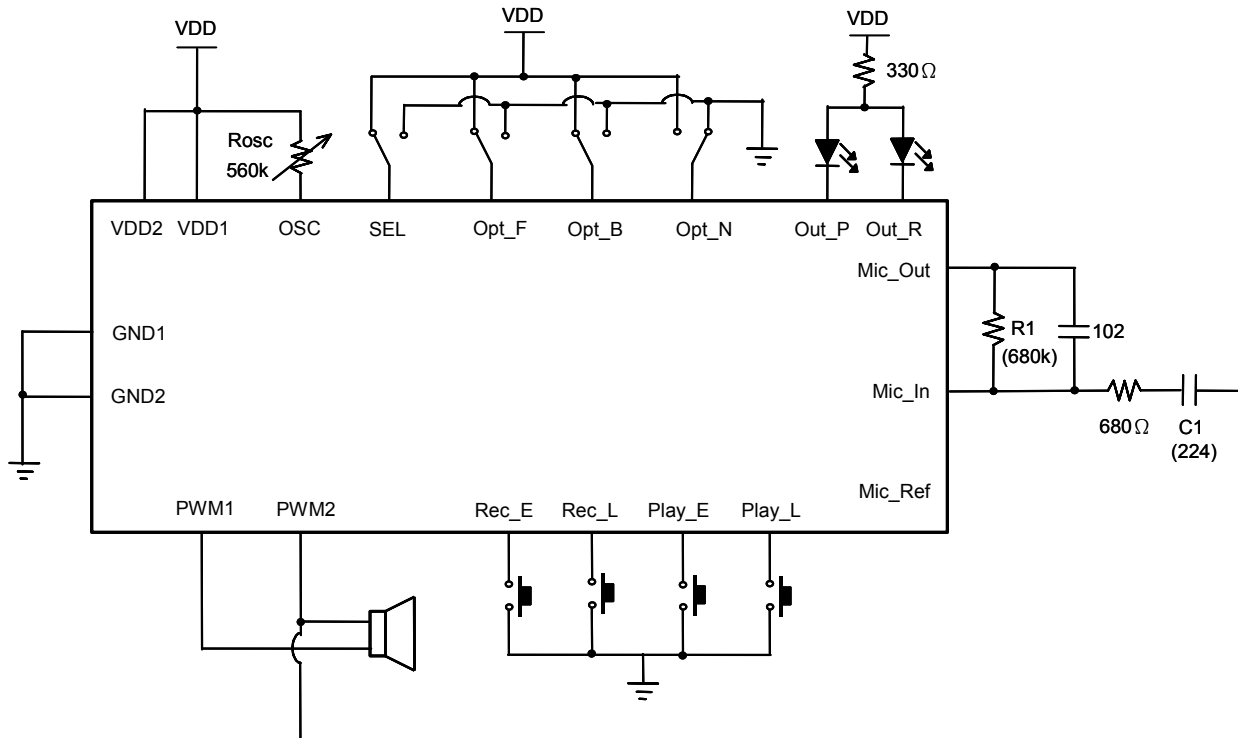 VDD
VDD
VDD
330Ω
Rosc
560k
VDD2 VDD1 OSC SEL Opt_F Opt_B Opt_N Out_P Out_R
Mic_Out
GND1
R1
(680k)
102
GND2
Mic_In
680Ω
C1
(224)
Mic_Ref
PWM1 PWM2 Rec_E Rec_L Play_E Play_L